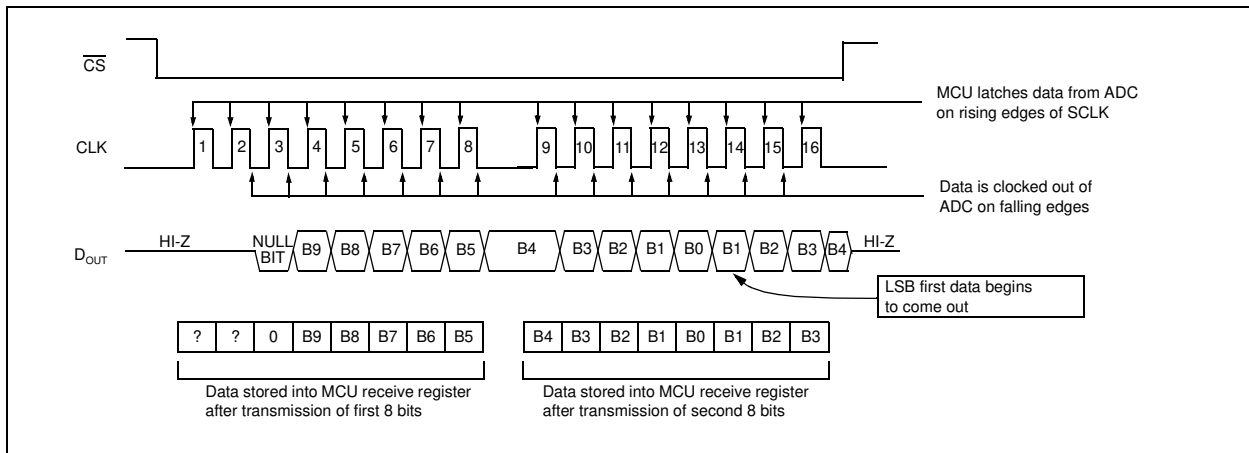 CS
MCU latches data from ADC
on rising edges of SCLK
CLK
1 2 3 4 5 6 7 8 9 10 11 12 13 14 15 16
Data is clocked out of
ADC on falling edges
DOUT
HI-Z
NULL
BIT
B9 B8 B7 B6 B5 B4 B3 B2 B1 B0 B1 B2 B3 B4
HI-Z
LSB first data begins
to come out
? ? 0 B9 B8 B7 B6 B5
B4 B3 B2 B1 B0 B1 B2 B3
Data stored into MCU receive register
after transmission of first 8 bits
Data stored into MCU receive register
after transmission of second 8 bits